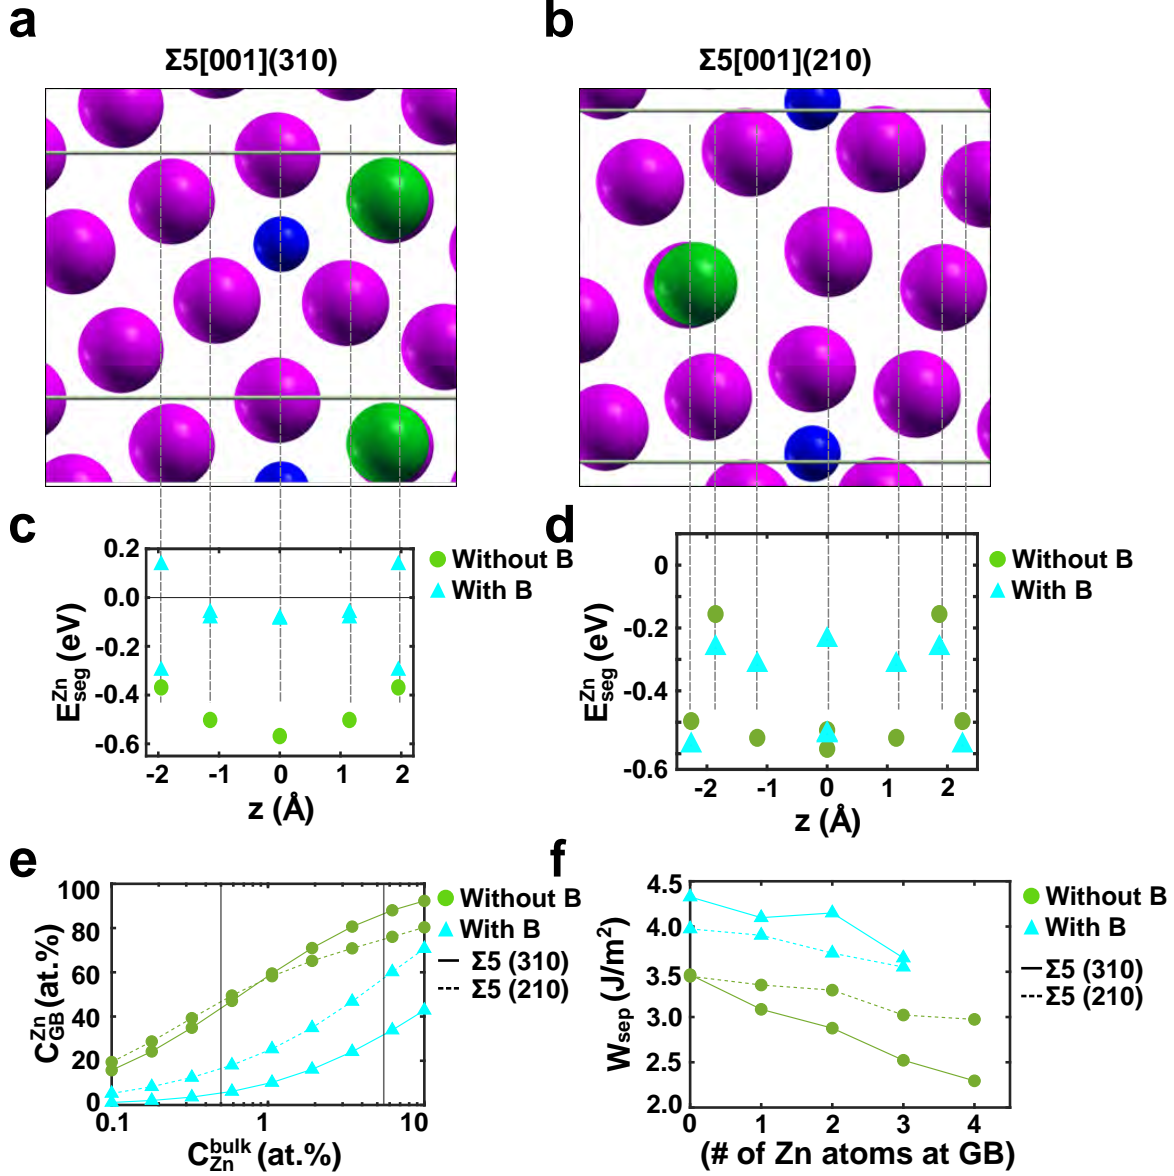 a
Σ5[001](310)
b
Σ5[001](210)
c
0.2
0.0
-0.2
-0.4
-0.6
E^Zn_seg (eV)
-2 -1 0 1 2
z (Å)
Without B
With B
d
0
-0.2
-0.4
-0.6
E^Zn_seg (eV)
-2 -1 0 1 2
z (Å)
Without B
With B
e
100
80
60
40
20
0
C^Zn_GB (at.%)
0.1 1 10
C^bulk_Zn (at.%)
Without B
With B
Σ5 (310)
Σ5 (210)
f
4.5
4.0
3.5
3.0
2.5
2.0
W_sep (J/m²)
0 1 2 3 4
(# of Zn atoms at GB)
Without B
With B
Σ5 (310)
Σ5 (210)